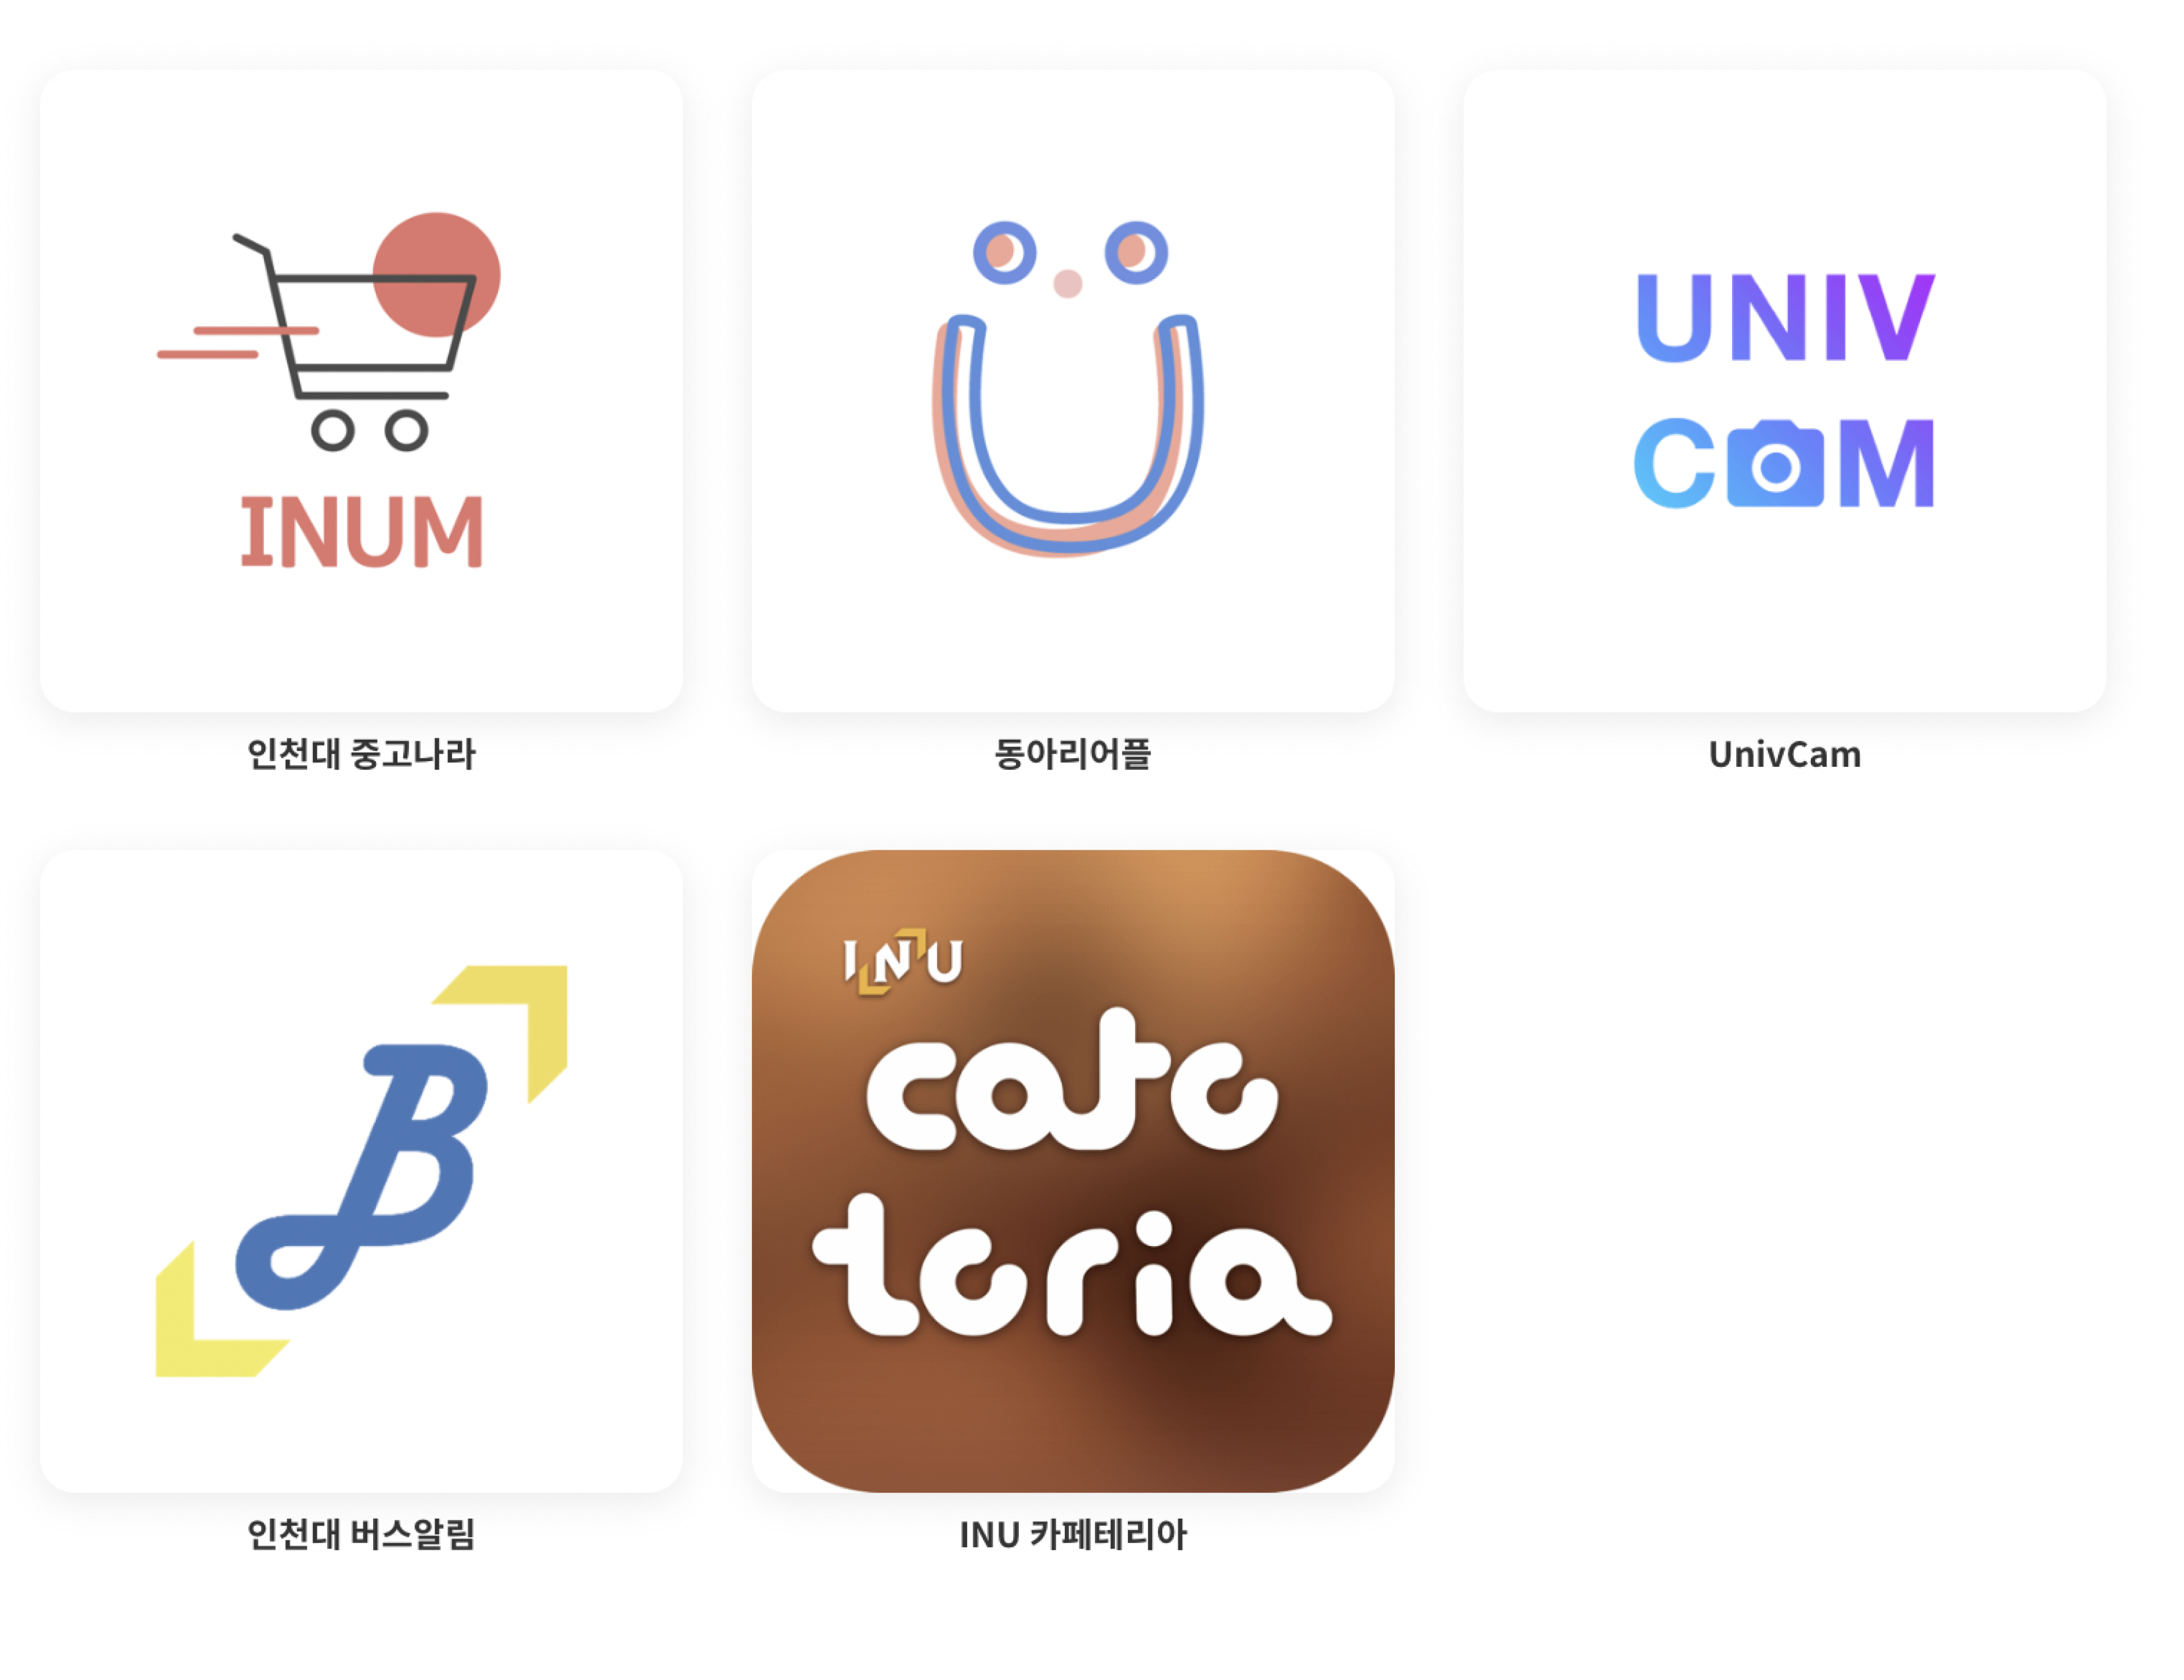 INUM
인천대 중고나라
U
동아리어플
UNIV
CAM
UnivCam
B
인천대 버스알림
INU
cafe
teria
INU 카페테리아